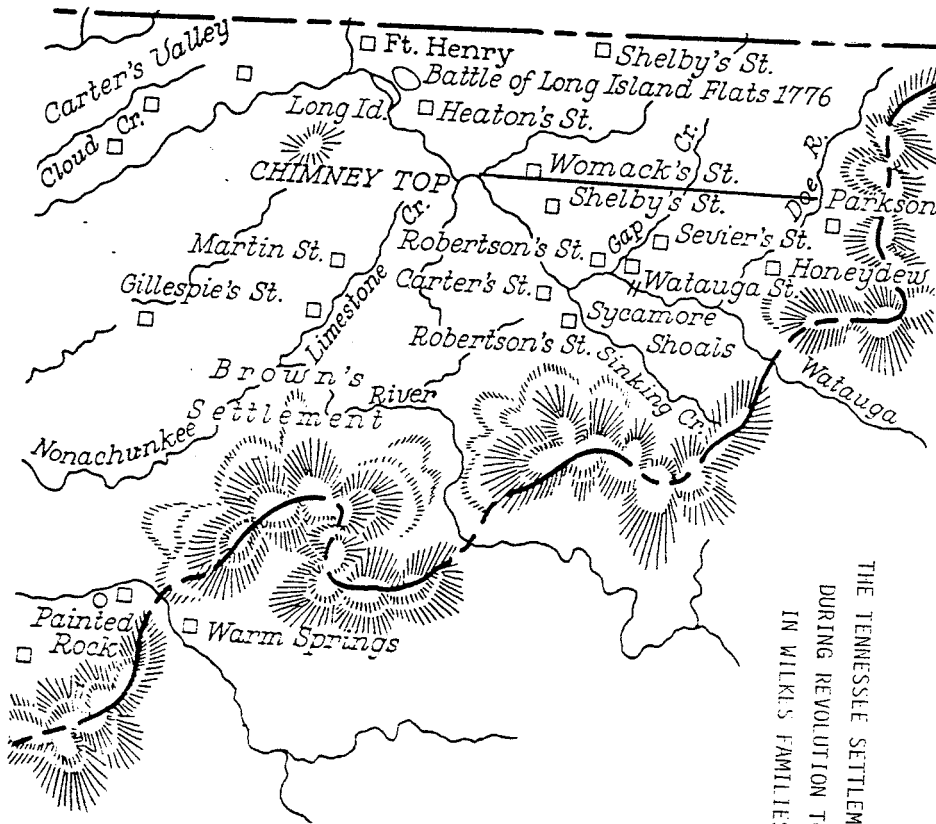 Carter's Valley
Ft. Henry
Shelby's St.
Battle of Long Island Flats 1776
Long Id.
Heaton's St.
Cloud Cr.
CHIMNEY TOP
Womack's St.
Cr.
Doe R.
Shelby's St.
Parkson
Cr.
Martin St.
Robertson's St.
Gap
Sevier's St.
Gillespie's St.
Carter's St.
Watauga St.
Honeydew
Limestone
Sycamore
Shoals
Robertson's St.
Sinking Cr.
Watauga
Brown's
Settlement
River
Nonachunkee
Painted
Rock
Warm Springs
THE TENNESSLE SETTLEM
DURING REVOLUTION T
IN WILKES FAMILIES